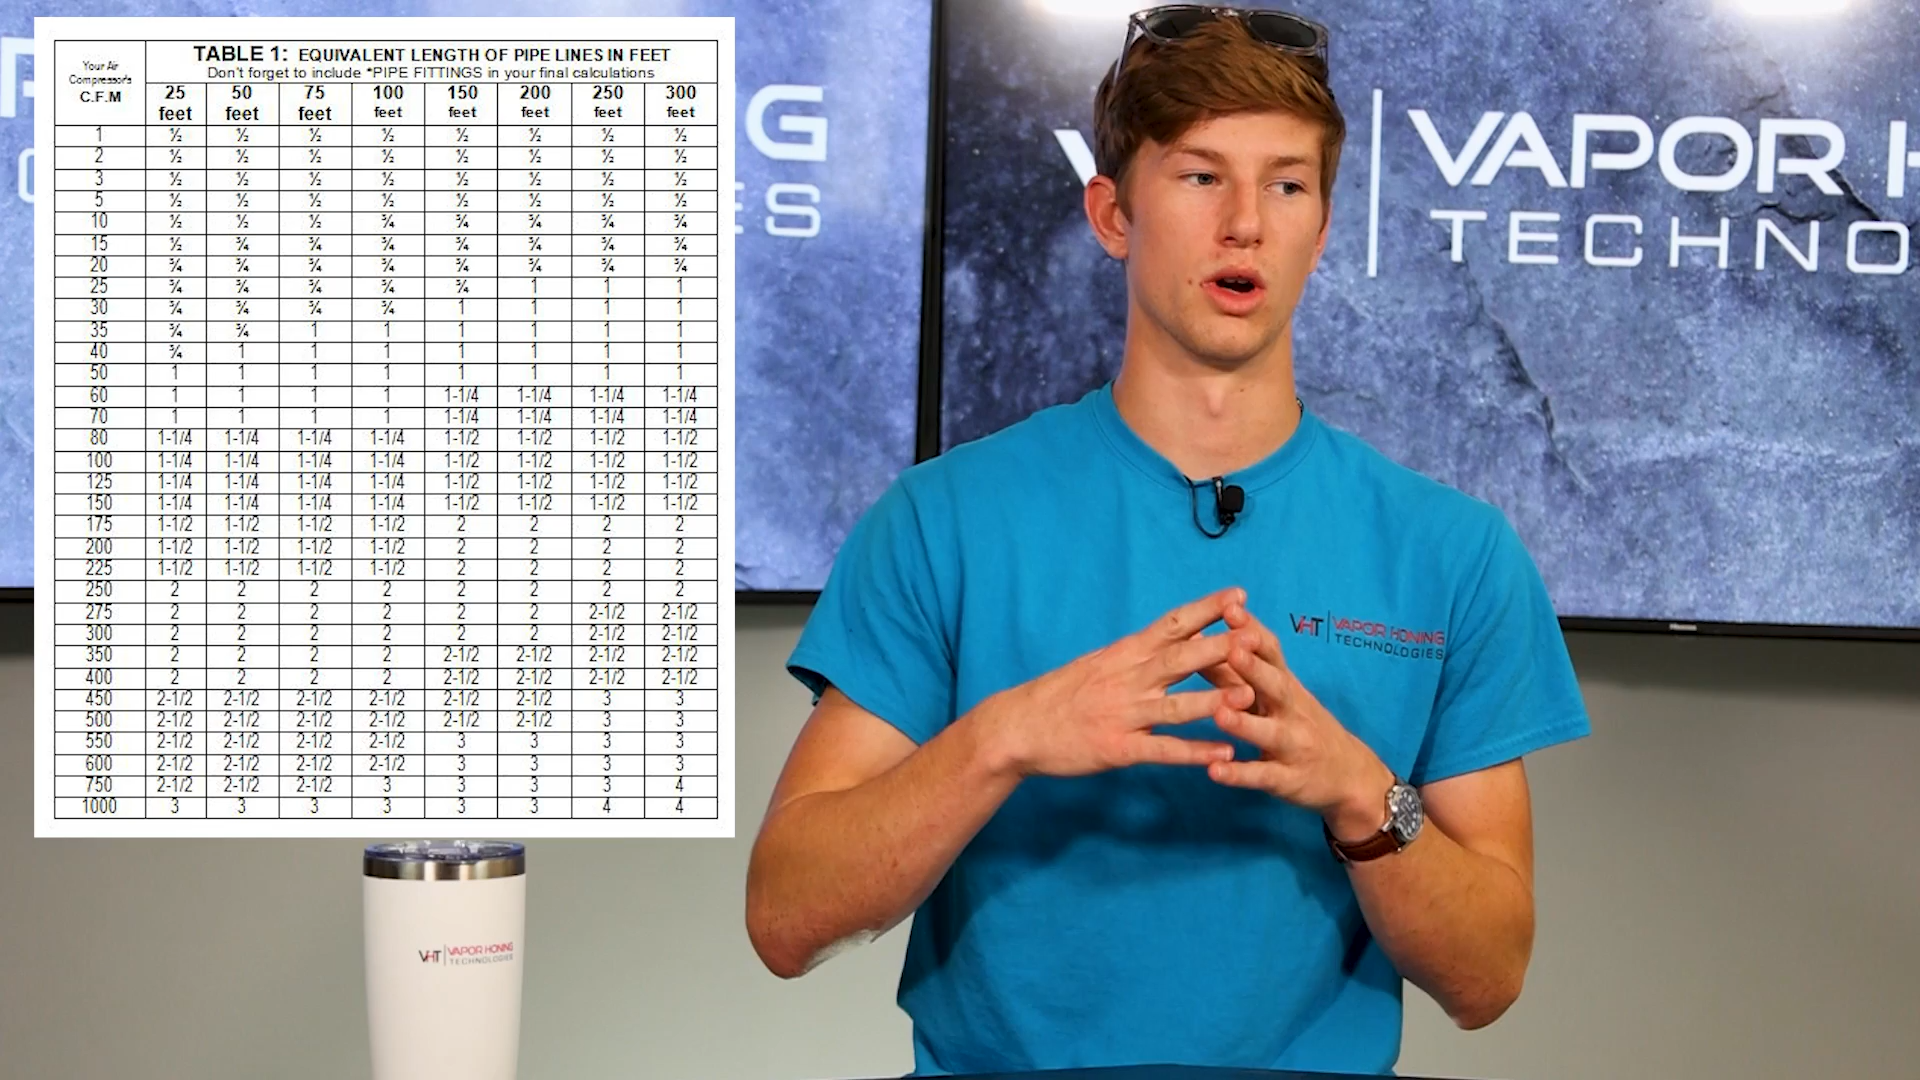 TABLE 1: EQUIVALENT LENGTH OF PIPE LINES IN FEET
Don't forget to include *PIPE FITTINGS in your final calculations
Your Air Compressor's C.F.M 25 feet 50 feet 75 feet 100 feet 150 feet 200 feet 250 feet 300 feet
1 ½ ½ ½ ½ ½ ½ ½ ½
2 ½ ½ ½ ½ ½ ½ ½ ½
3 ½ ½ ½ ½ ½ ½ ½ ½
5 ½ ½ ½ ½ ½ ½ ½ ½
10 ½ ½ ½ ¾ ¾ ¾ ¾ ¾
15 ½ ¾ ¾ ¾ ¾ ¾ ¾ ¾
20 ¾ ¾ ¾ ¾ ¾ ¾ ¾ ¾
25 ¾ ¾ ¾ ¾ ¾ 1 1 1
30 ¾ ¾ ¾ ¾ 1 1 1 1
35 ¾ ¾ 1 1 1 1 1 1
40 ¾ 1 1 1 1 1 1 1
50 1 1 1 1 1 1 1 1
60 1 1 1 1 1-1/4 1-1/4 1-1/4 1-1/4
70 1 1 1 1 1-1/4 1-1/4 1-1/4 1-1/4
80 1-1/4 1-1/4 1-1/4 1-1/4 1-1/2 1-1/2 1-1/2 1-1/2
100 1-1/4 1-1/4 1-1/4 1-1/4 1-1/2 1-1/2 1-1/2 1-1/2
125 1-1/4 1-1/4 1-1/4 1-1/4 1-1/2 1-1/2 1-1/2 1-1/2
150 1-1/4 1-1/4 1-1/4 1-1/4 1-1/2 1-1/2 1-1/2 1-1/2
175 1-1/2 1-1/2 1-1/2 1-1/2 2 2 2 2
200 1-1/2 1-1/2 1-1/2 1-1/2 2 2 2 2
225 1-1/2 1-1/2 1-1/2 1-1/2 2 2 2 2
250 2 2 2 2 2 2 2 2
275 2 2 2 2 2 2 2-1/2 2-1/2
300 2 2 2 2 2 2 2-1/2 2-1/2
350 2 2 2 2 2-1/2 2-1/2 2-1/2 2-1/2
400 2 2 2 2 2-1/2 2-1/2 2-1/2 2-1/2
450 2-1/2 2-1/2 2-1/2 2-1/2 2-1/2 2-1/2 3 3
500 2-1/2 2-1/2 2-1/2 2-1/2 2-1/2 2-1/2 3 3
550 2-1/2 2-1/2 2-1/2 2-1/2 3 3 3 3
600 2-1/2 2-1/2 2-1/2 2-1/2 3 3 3 3
750 2-1/2 2-1/2 2-1/2 3 3 3 3 4
1000 3 3 3 3 3 3 4 4
G
ES
VAPOR H
TECHNO
VHT VAPOR HONING
TECHNOLOGIES
VHT VAPOR HONING
TECHNOLOGIES